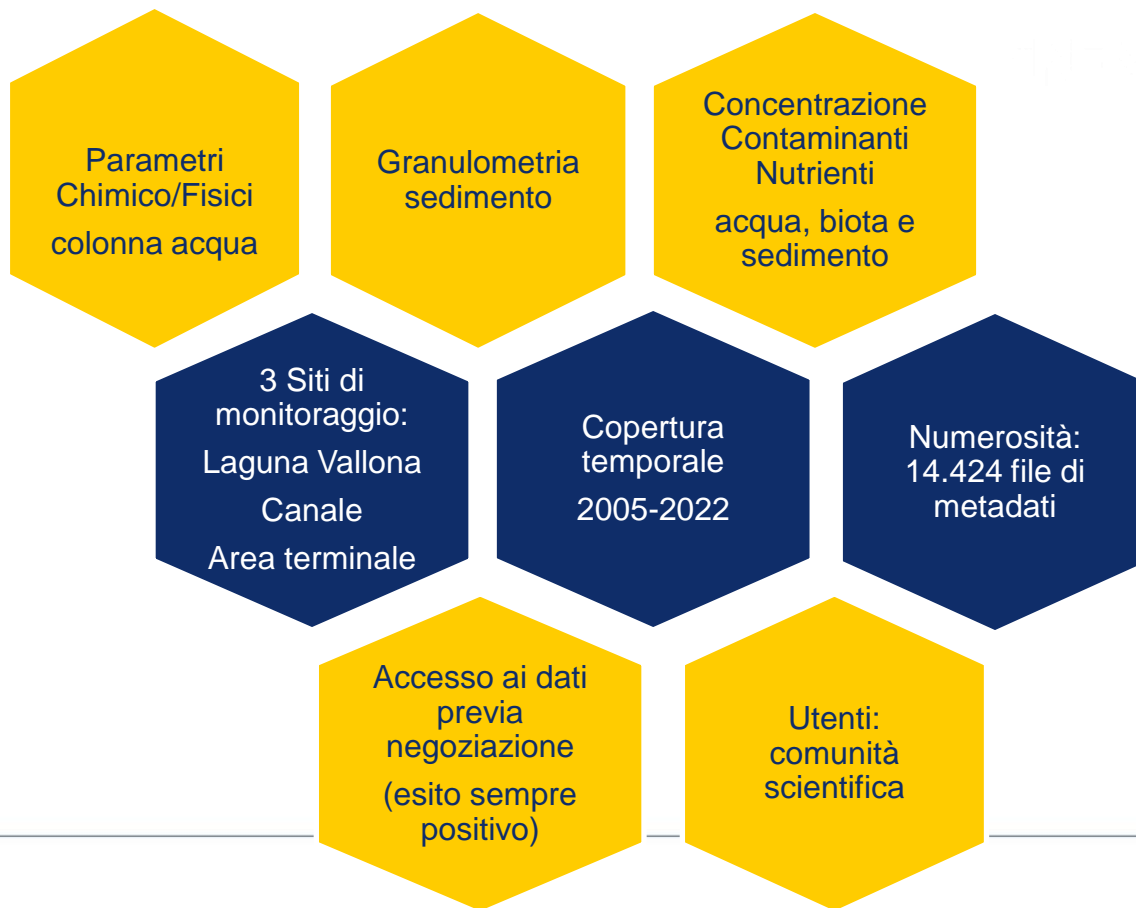 Parametri
Chimico/Fisici
colonna acqua
Granulometria
sedimento
Concentrazione
Contaminanti
Nutrienti
acqua, biota e
sedimento
3 Siti di
monitoraggio:
Laguna Vallona
Canale
Area terminale
Copertura
temporale
2005-2022
Numerosità:
14.424 file di
metadati
Accesso ai dati
previa
negoziazione
(esito sempre
positivo)
Utenti:
comunità
scientifica